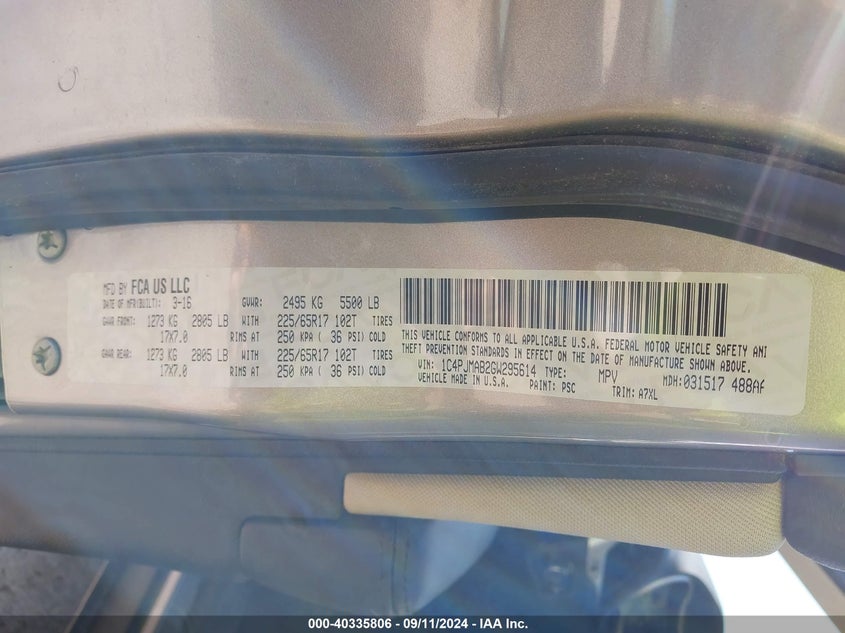 MFD BY FCA US LLC
DATE OF MFR(BUILT): 3-16 GVWR: 2495 KG 5500 LB
GAWR FRONT: 1273 KG 2805 LB WITH 225/65R17 102T TIRES
17X7.0 RIMS AT 250 KPA ( 36 PSI) COLD
GAWR REAR: 1273 KG 2805 LB WITH 225/65R17 102T TIRES
17X7.0 RIMS AT 250 KPA ( 36 PSI) COLD
THIS VEHICLE CONFORMS TO ALL APPLICABLE U.S.A. FEDERAL MOTOR VEHICLE SAFETY AND
THEFT PREVENTION STANDARDS IN EFFECT ON THE DATE OF MANUFACTURE SHOWN ABOVE.
VIN: 1C4PJMAB2GW295614 TYPE: MPV MDH: 031517 488AF
VEHICLE MADE IN U.S.A. PAINT: PSC TRIM: A7XL
000-40335806 - 09/11/2024 - IAA Inc.